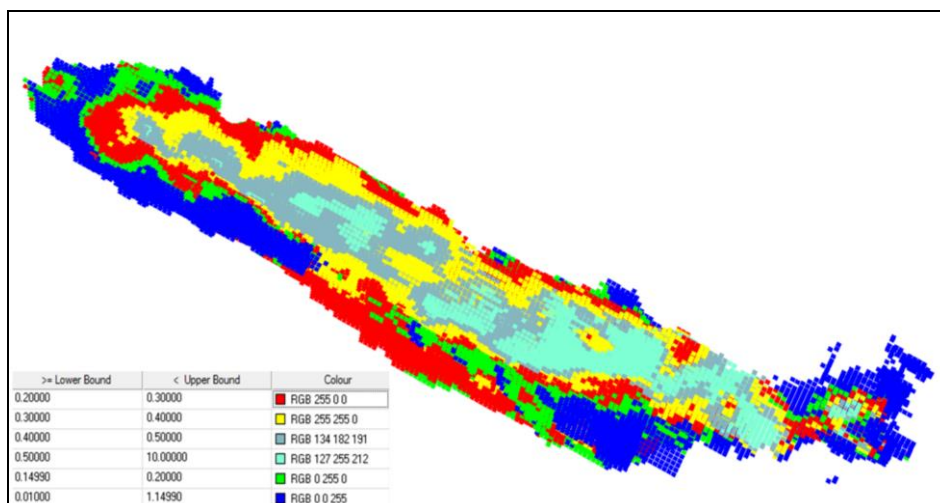 >= Lower Bound < Upper Bound Colour
0.20000 0.30000 RGB 255 0 0
0.30000 0.40000 RGB 255 255 0
0.40000 0.50000 RGB 134 182 191
0.50000 10.00000 RGB 127 255 212
0.14990 0.20000 RGB 0 255 0
0.01000 1.14990 RGB 0 0 255